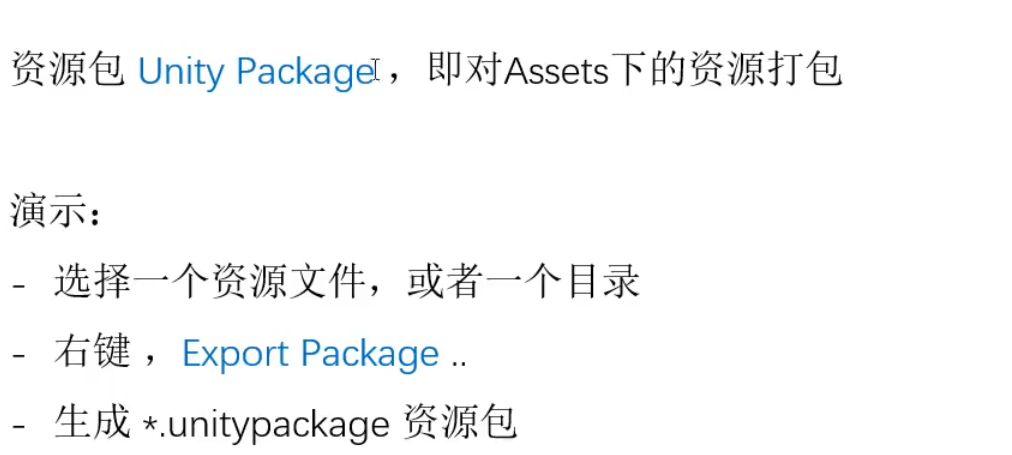 资源包 Unity Package ，即对Assets下的资源打包
演示：
- 选择一个资源文件，或者一个目录
- 右键 ，Export Package ..
- 生成 *.unitypackage 资源包